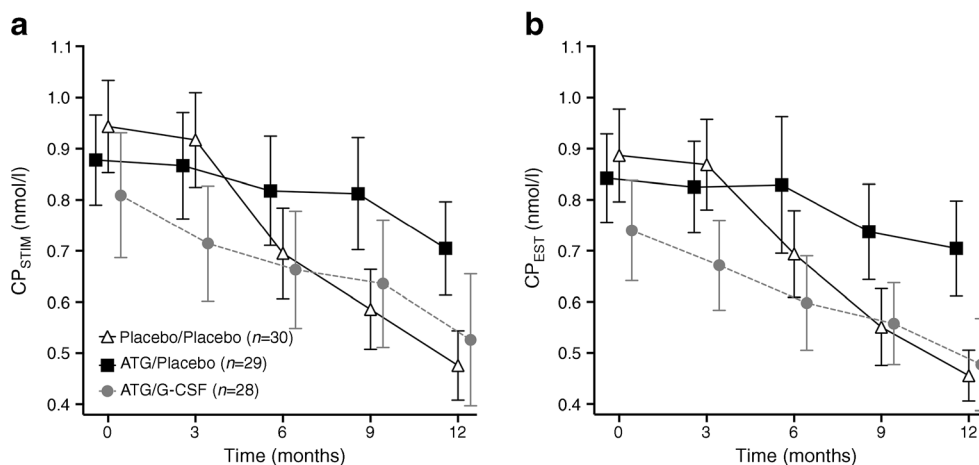 a
1.1
1.0
0.9
0.8
0.7
0.6
0.5
0.4
CPSTIM (nmol/l)
Placebo/Placebo (n=30)
ATG/Placebo (n=29)
ATG/G-CSF (n=28)
0 3 6 9 12
Time (months)
b
1.1
1.0
0.9
0.8
0.7
0.6
0.5
0.4
CPEST (nmol/l)
0 3 6 9 12
Time (months)